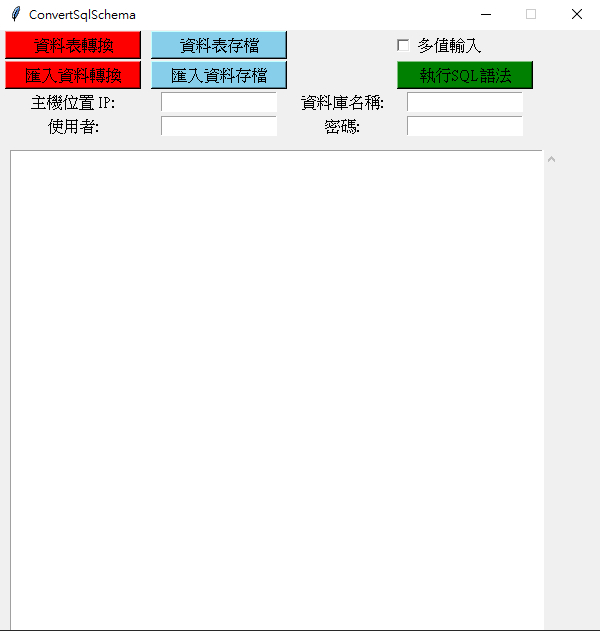 ConvertSqlSchema
資料表轉換 資料表存檔 多值輸入
匯入資料轉換 匯入資料存檔 執行SQL語法
主機位置 IP: 資料庫名稱:
使用者: 密碼: